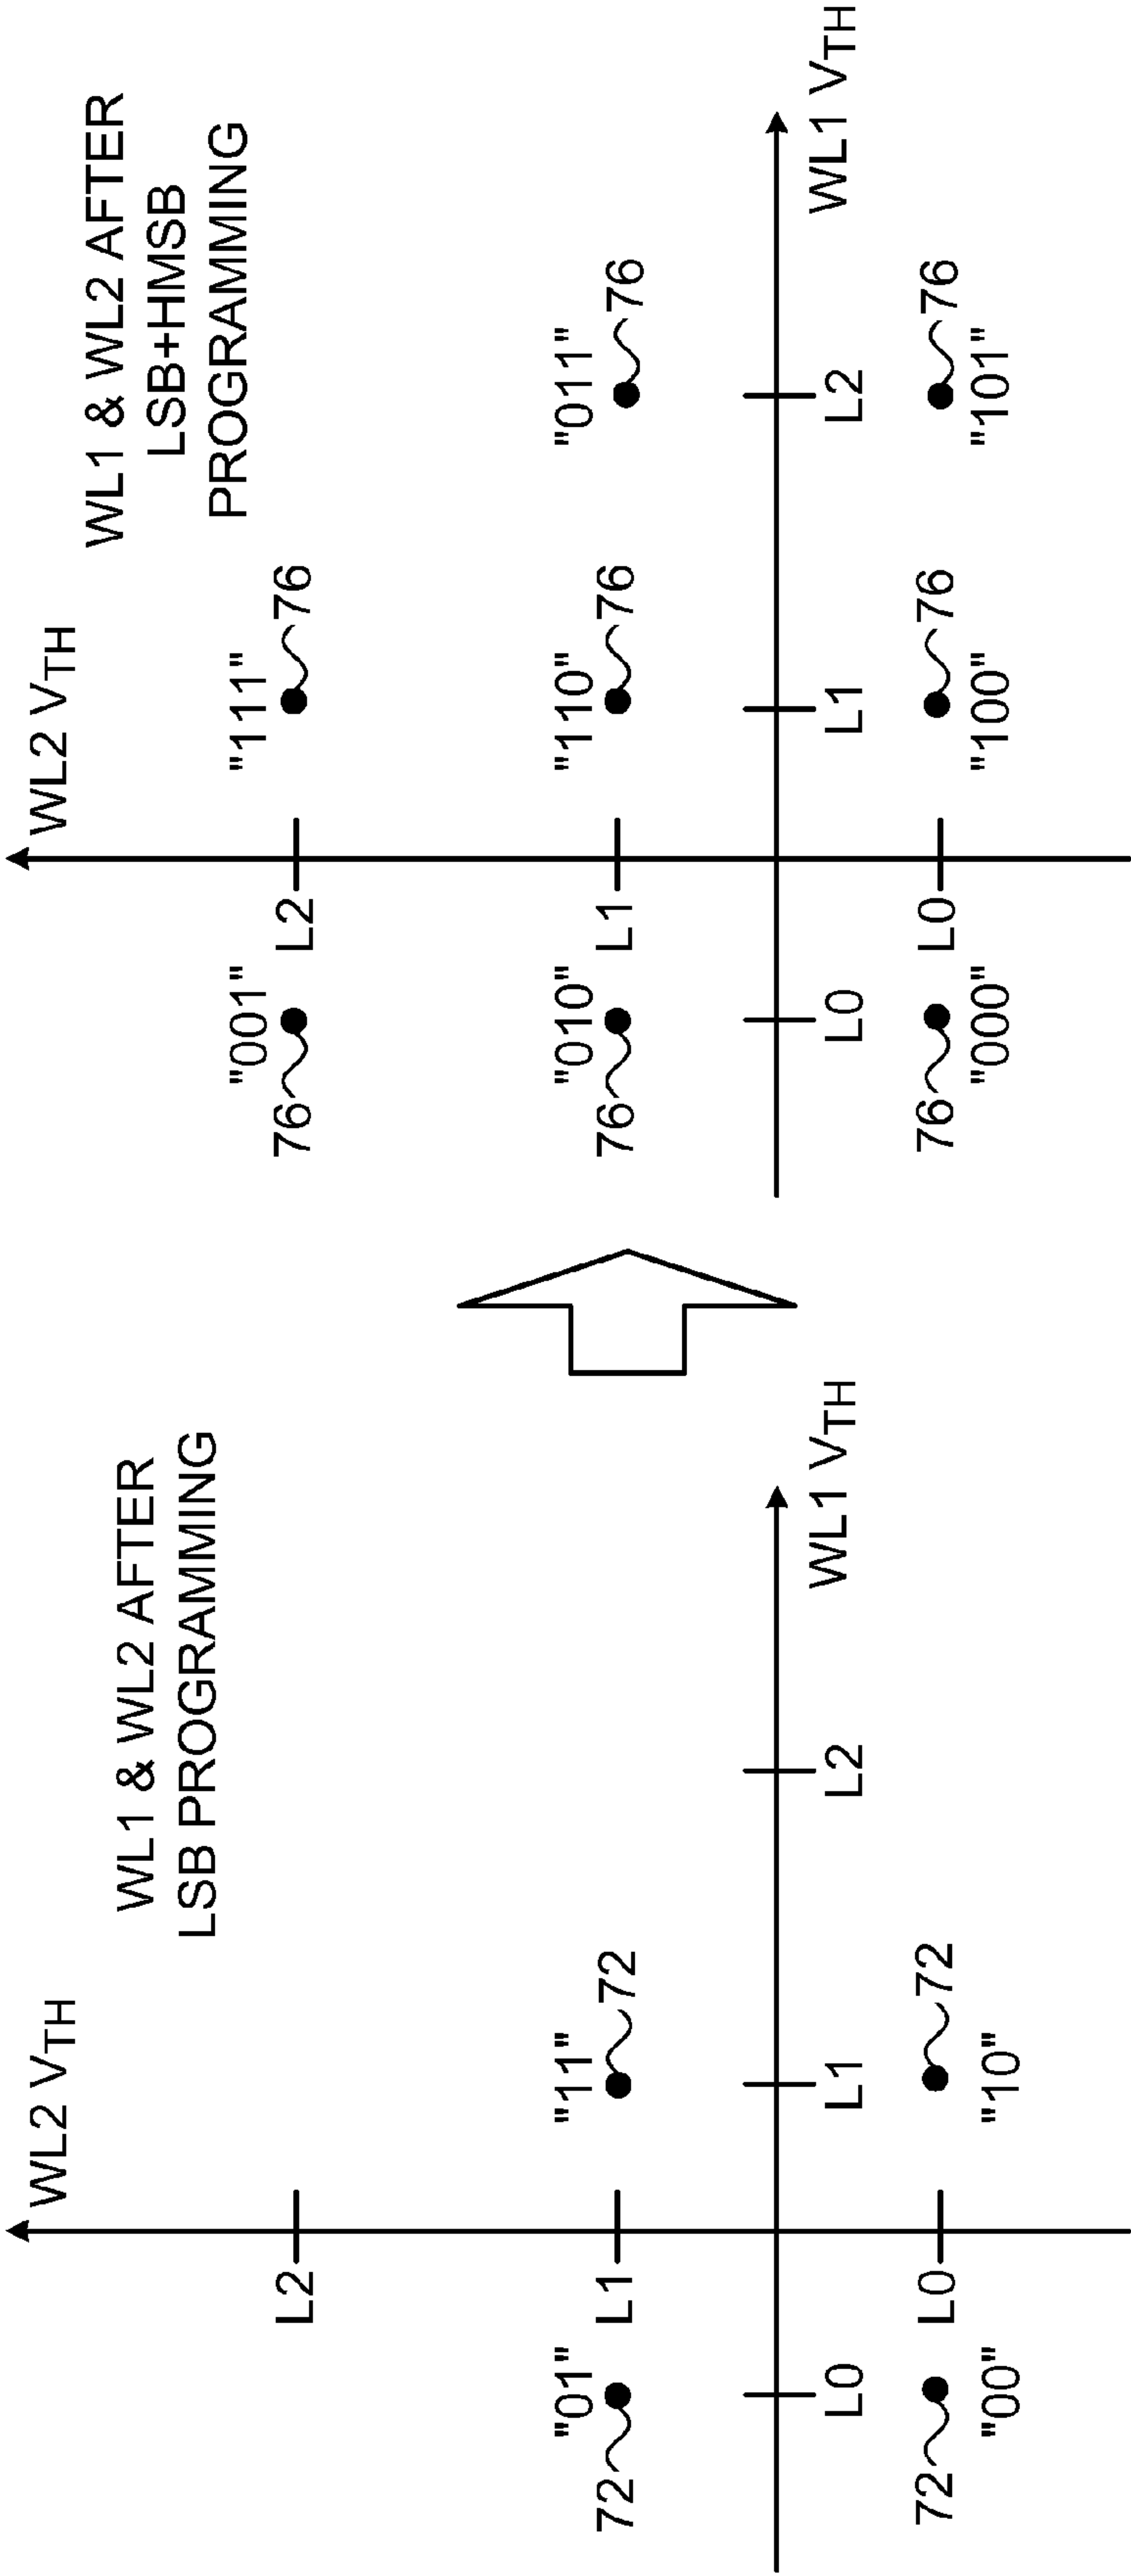 WL1 & WL2 AFTER
LSB PROGRAMMING
WL2 VTH
L2
"01"
72
L1
"11"
72
L0
L1
L2
WL1 VTH
72
"00"
L0
72
"10"
WL1 & WL2 AFTER
LSB+HMSB
PROGRAMMING
WL2 VTH
"001"
76
L2
"111"
76
"010"
76
L1
"110"
76
"011"
76
L0
L1
L2
WL1 VTH
76
"000"
L0
76
"100"
76
"101"